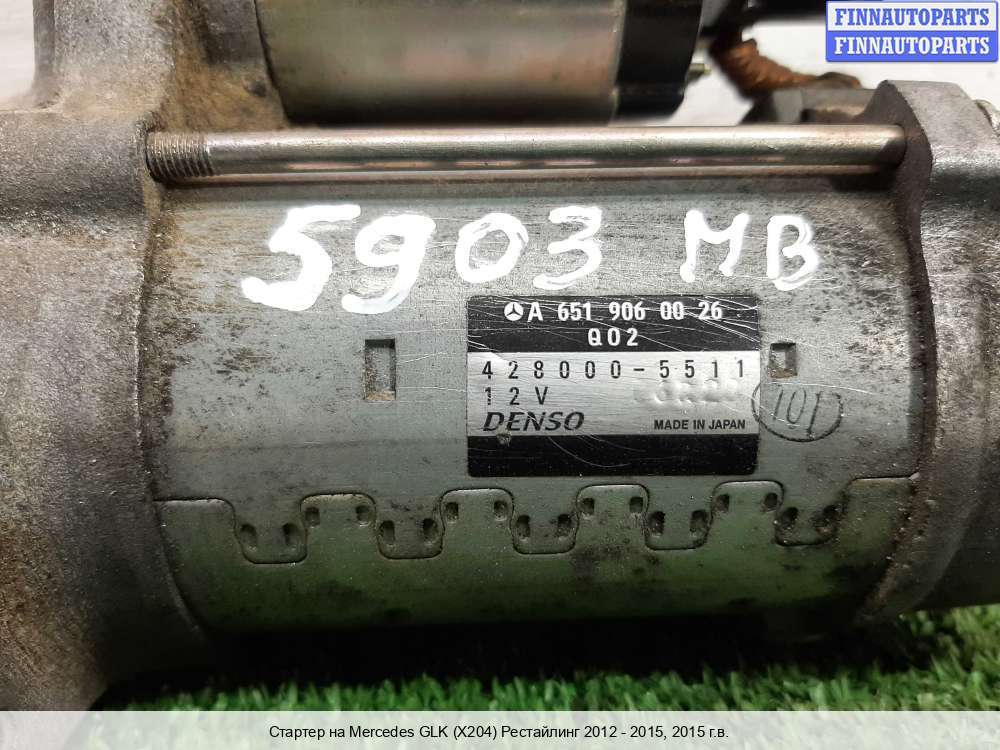 FINNAUTOPARTS
FINNAUTOPARTS
5903 MB
A 651 906 00 26
Q02
428000-5511
12V
DENSO MADE IN JAPAN
101
Стартер на Mercedes GLK (X204) Рестайлинг 2012 - 2015, 2015 г.в.